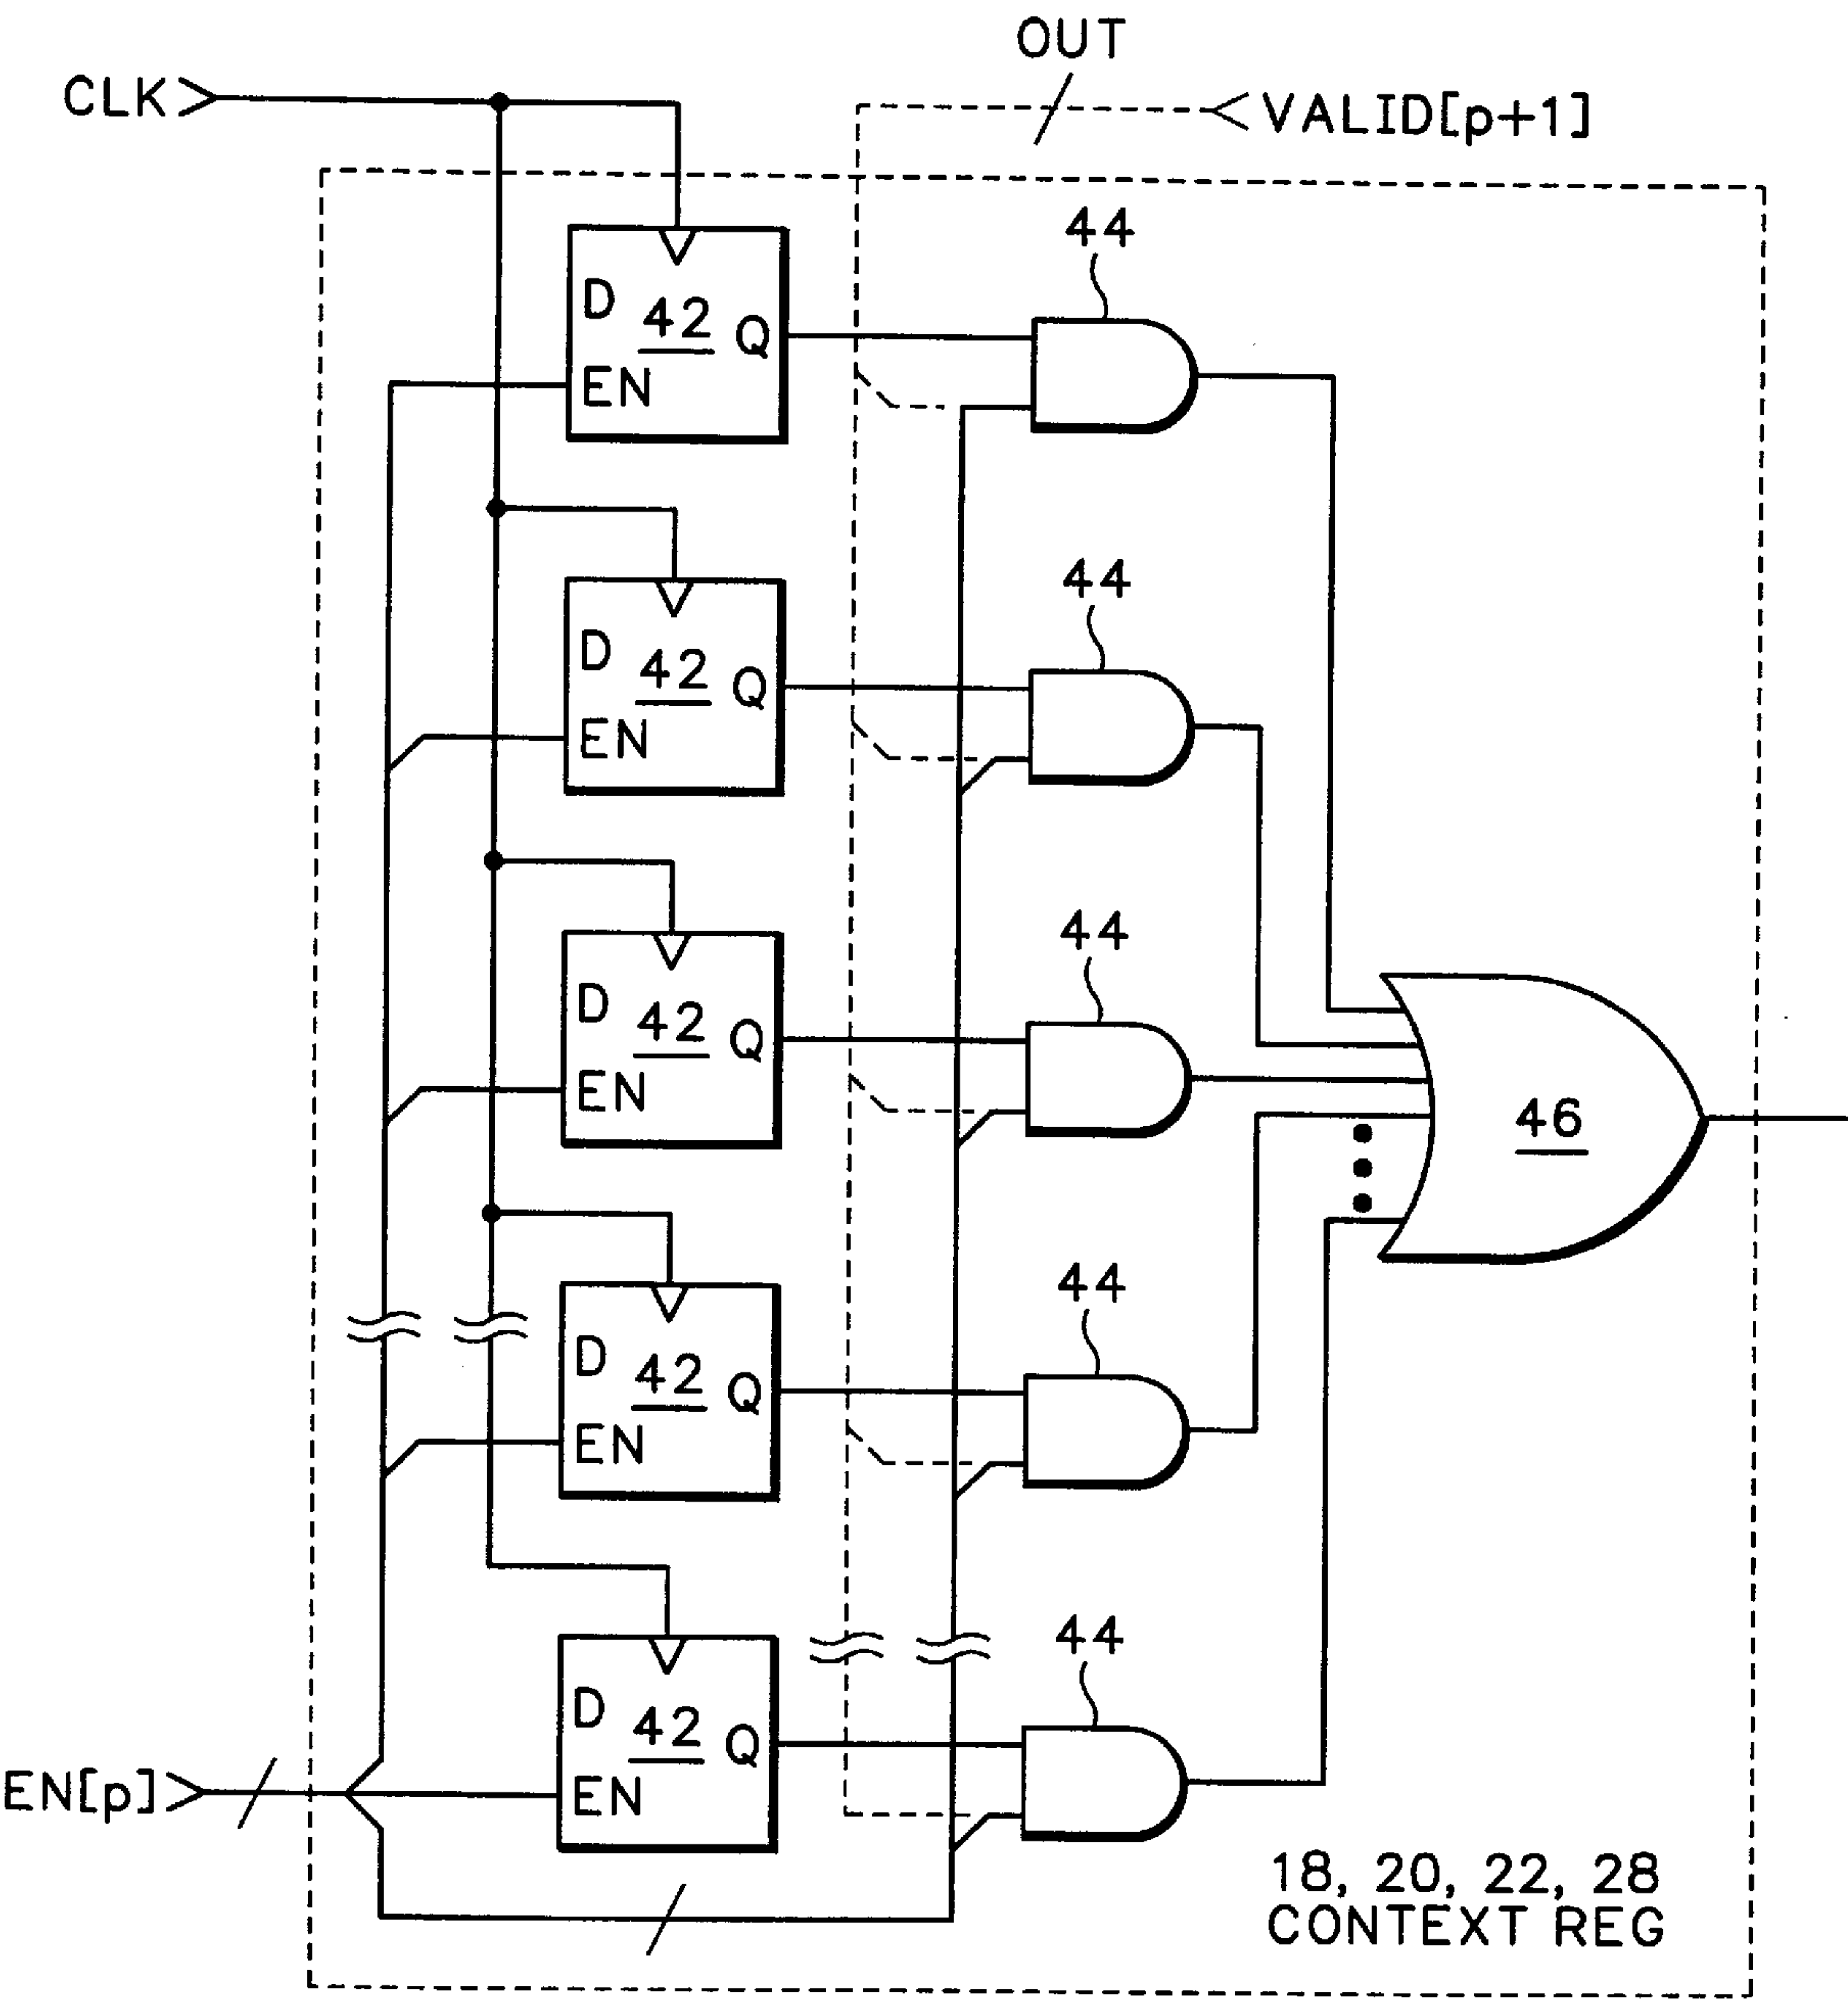 OUT
CLK
VALID[p+1]
44
D 42 Q
EN
44
D 42 Q
EN
44
D 42 Q
EN
46
44
D 42 Q
EN
44
D 42 Q
EN[p]
EN
18, 20, 22, 28
CONTEXT REG